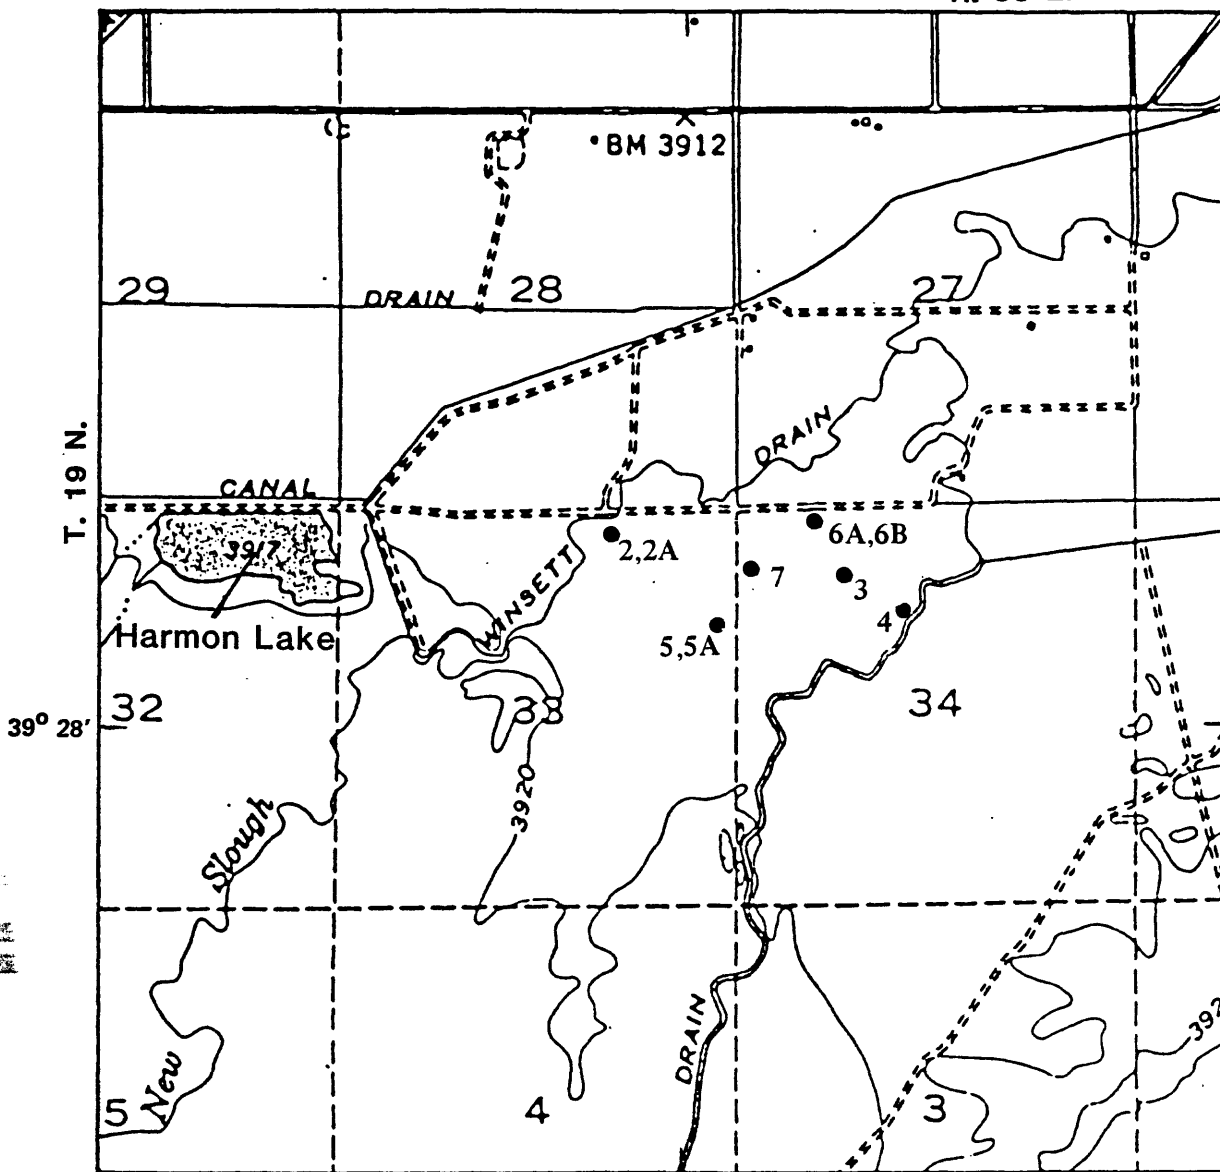 BM 3912
29
DRAIN
28
27
DRAIN
T. 19 N.
CANAL
3917
WINSETT
2,2A
6A,6B
7
3
4
5,5A
Harmon Lake
32
33
34
39° 28'
3920
Slough
New
DRAIN
392
5
4
3